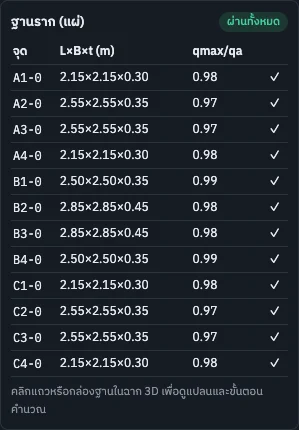 ฐานราก (แผ่) ผ่านทั้งหมด
จุด L×B×t (m) qmax/qa
A1-0 2.15×2.15×0.30 0.98 ✓
A2-0 2.55×2.55×0.35 0.97 ✓
A3-0 2.55×2.55×0.35 0.97 ✓
A4-0 2.15×2.15×0.30 0.98 ✓
B1-0 2.50×2.50×0.35 0.99 ✓
B2-0 2.85×2.85×0.45 0.98 ✓
B3-0 2.85×2.85×0.45 0.98 ✓
B4-0 2.50×2.50×0.35 0.99 ✓
C1-0 2.15×2.15×0.30 0.98 ✓
C2-0 2.55×2.55×0.35 0.97 ✓
C3-0 2.55×2.55×0.35 0.97 ✓
C4-0 2.15×2.15×0.30 0.98 ✓
คลิกแถวหรือกล่องฐานในฉาก 3D เพื่อดูแปลนและขั้นตอน
คำนวณ